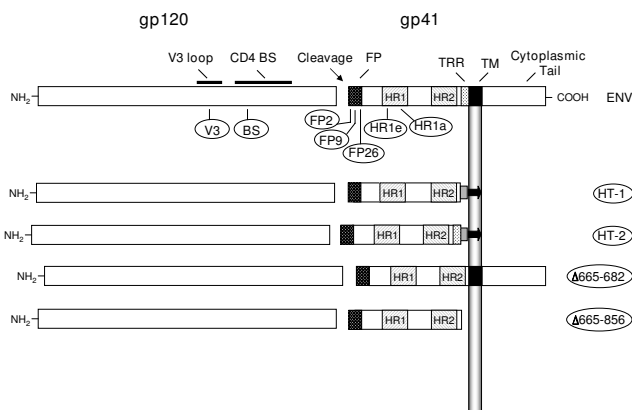 gp120 gp41
V3 loop CD4 BS Cleavage FP TRR TM Cytoplasmic Tail
NH2 HR1 HR2 COOH ENV
V3 BS FP2 FP9 FP26 HR1e HR1a
NH2 HR1 HR2 HT-1
NH2 HR1 HR2 HT-2
NH2 HR1 HR2 Δ665-682
NH2 HR1 HR2 Δ665-856